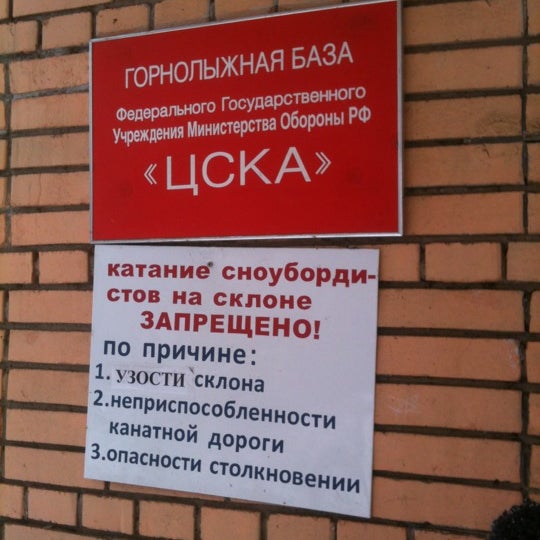 ГОРНОЛЫЖНАЯ БАЗА
Федерального Государственного
Учреждения Министерства Обороны РФ
«ЦСКА»
катание сноуборди-
стов на склоне
ЗАПРЕЩЕНО!
по причине:
1. УЗОСТИ склона
2.неприспособленности
канатной дороги
3.опасности столкновении